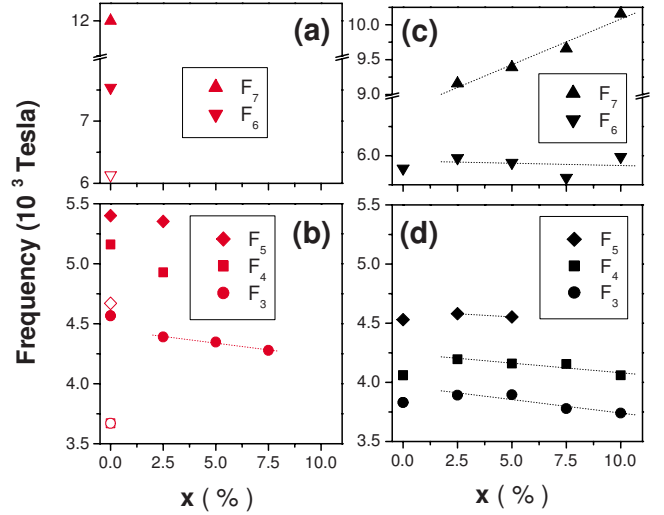 Frequency (10³ Tesla)
12
7
6
(a)
F₇
F₆
10.0
9.5
9.0
6.0
(c)
F₇
F₆
5.5
5.0
4.5
4.0
3.5
(b)
F₅
F₄
F₃
0.0 2.5 5.0 7.5 10.0
x ( % )
5.5
5.0
4.5
4.0
3.5
(d)
F₅
F₄
F₃
0.0 2.5 5.0 7.5 10.0
x ( % )